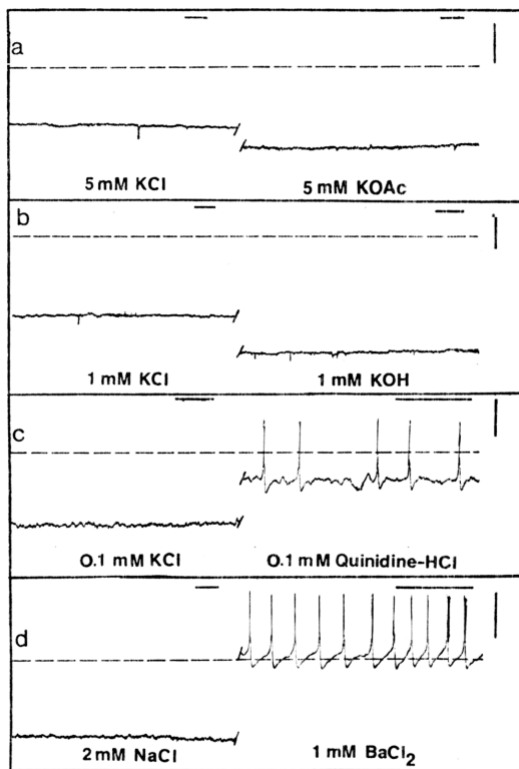 a
5 mM KCl 5 mM KOAc
b
1 mM KCl 1 mM KOH
c
0.1 mM KCl 0.1 mM Quinidine-HCl
d
2 mM NaCl 1 mM BaCl₂